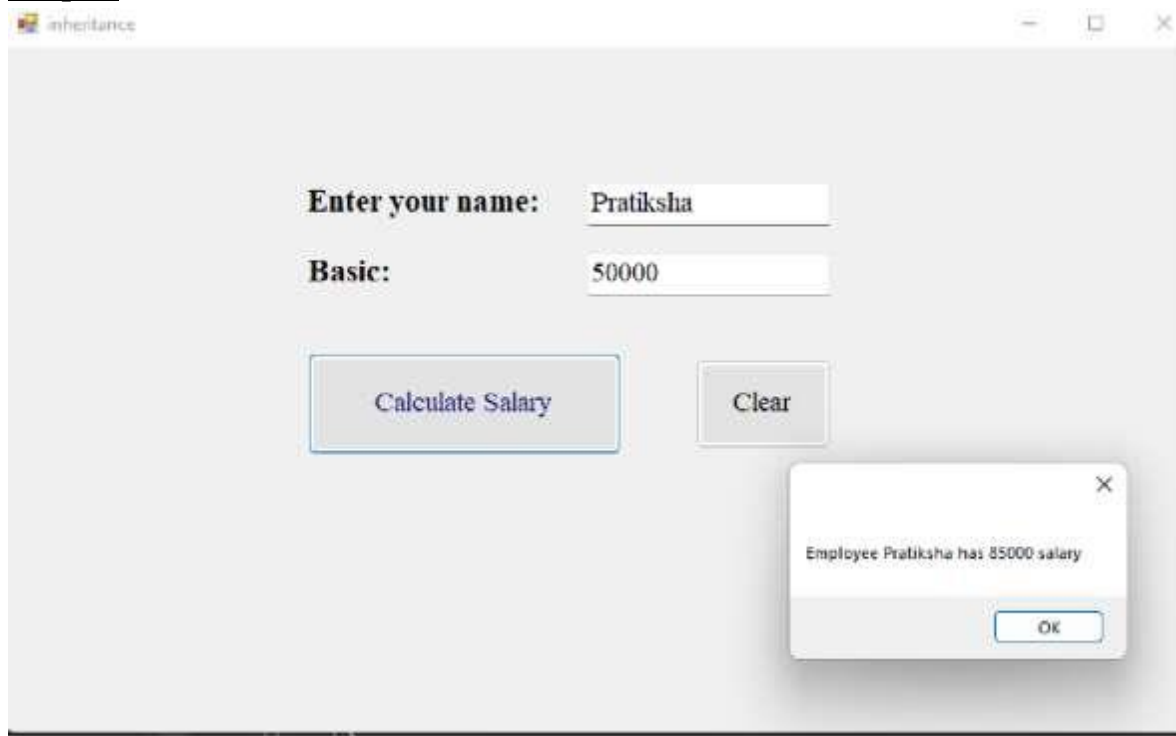 inheritance
Enter your name: Pratiksha
Basic: 50000
Calculate Salary Clear
Employee Pratiksha has 85000 salary
OK